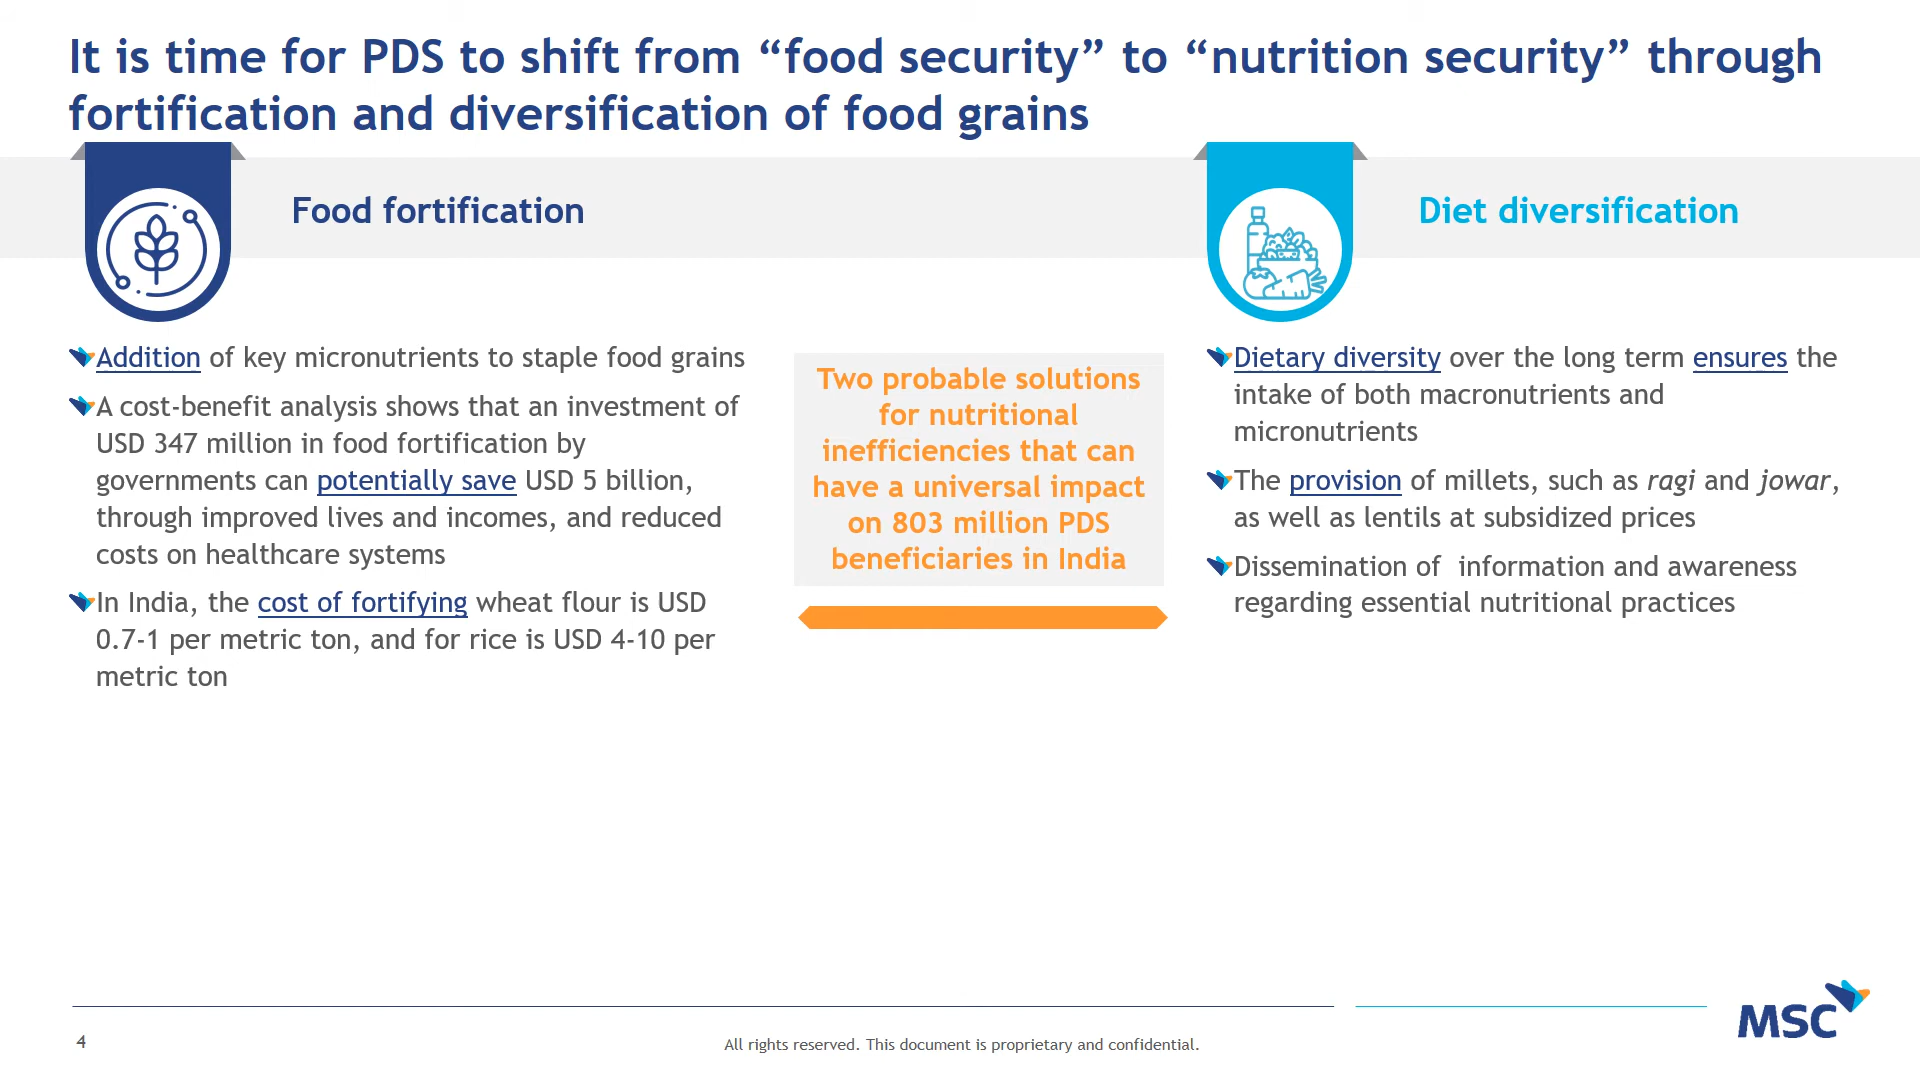 It is time for PDS to shift from “food security” to “nutrition security” through
fortification and diversification of food grains
Food fortification
Addition of key micronutrients to staple food grains
A cost-benefit analysis shows that an investment of
USD 347 million in food fortification by
governments can potentially save USD 5 billion,
through improved lives and incomes, and reduced
costs on healthcare systems
In India, the cost of fortifying wheat flour is USD
0.7-1 per metric ton, and for rice is USD 4-10 per
metric ton
Two probable solutions
for nutritional
inefficiencies that can
have a universal impact
on 803 million PDS
beneficiaries in India
Diet diversification
Dietary diversity over the long term ensures the
intake of both macronutrients and
micronutrients
The provision of millets, such as ragi and jowar,
as well as lentils at subsidized prices
Dissemination of  information and awareness
regarding essential nutritional practices
4
All rights reserved. This document is proprietary and confidential.
MSC